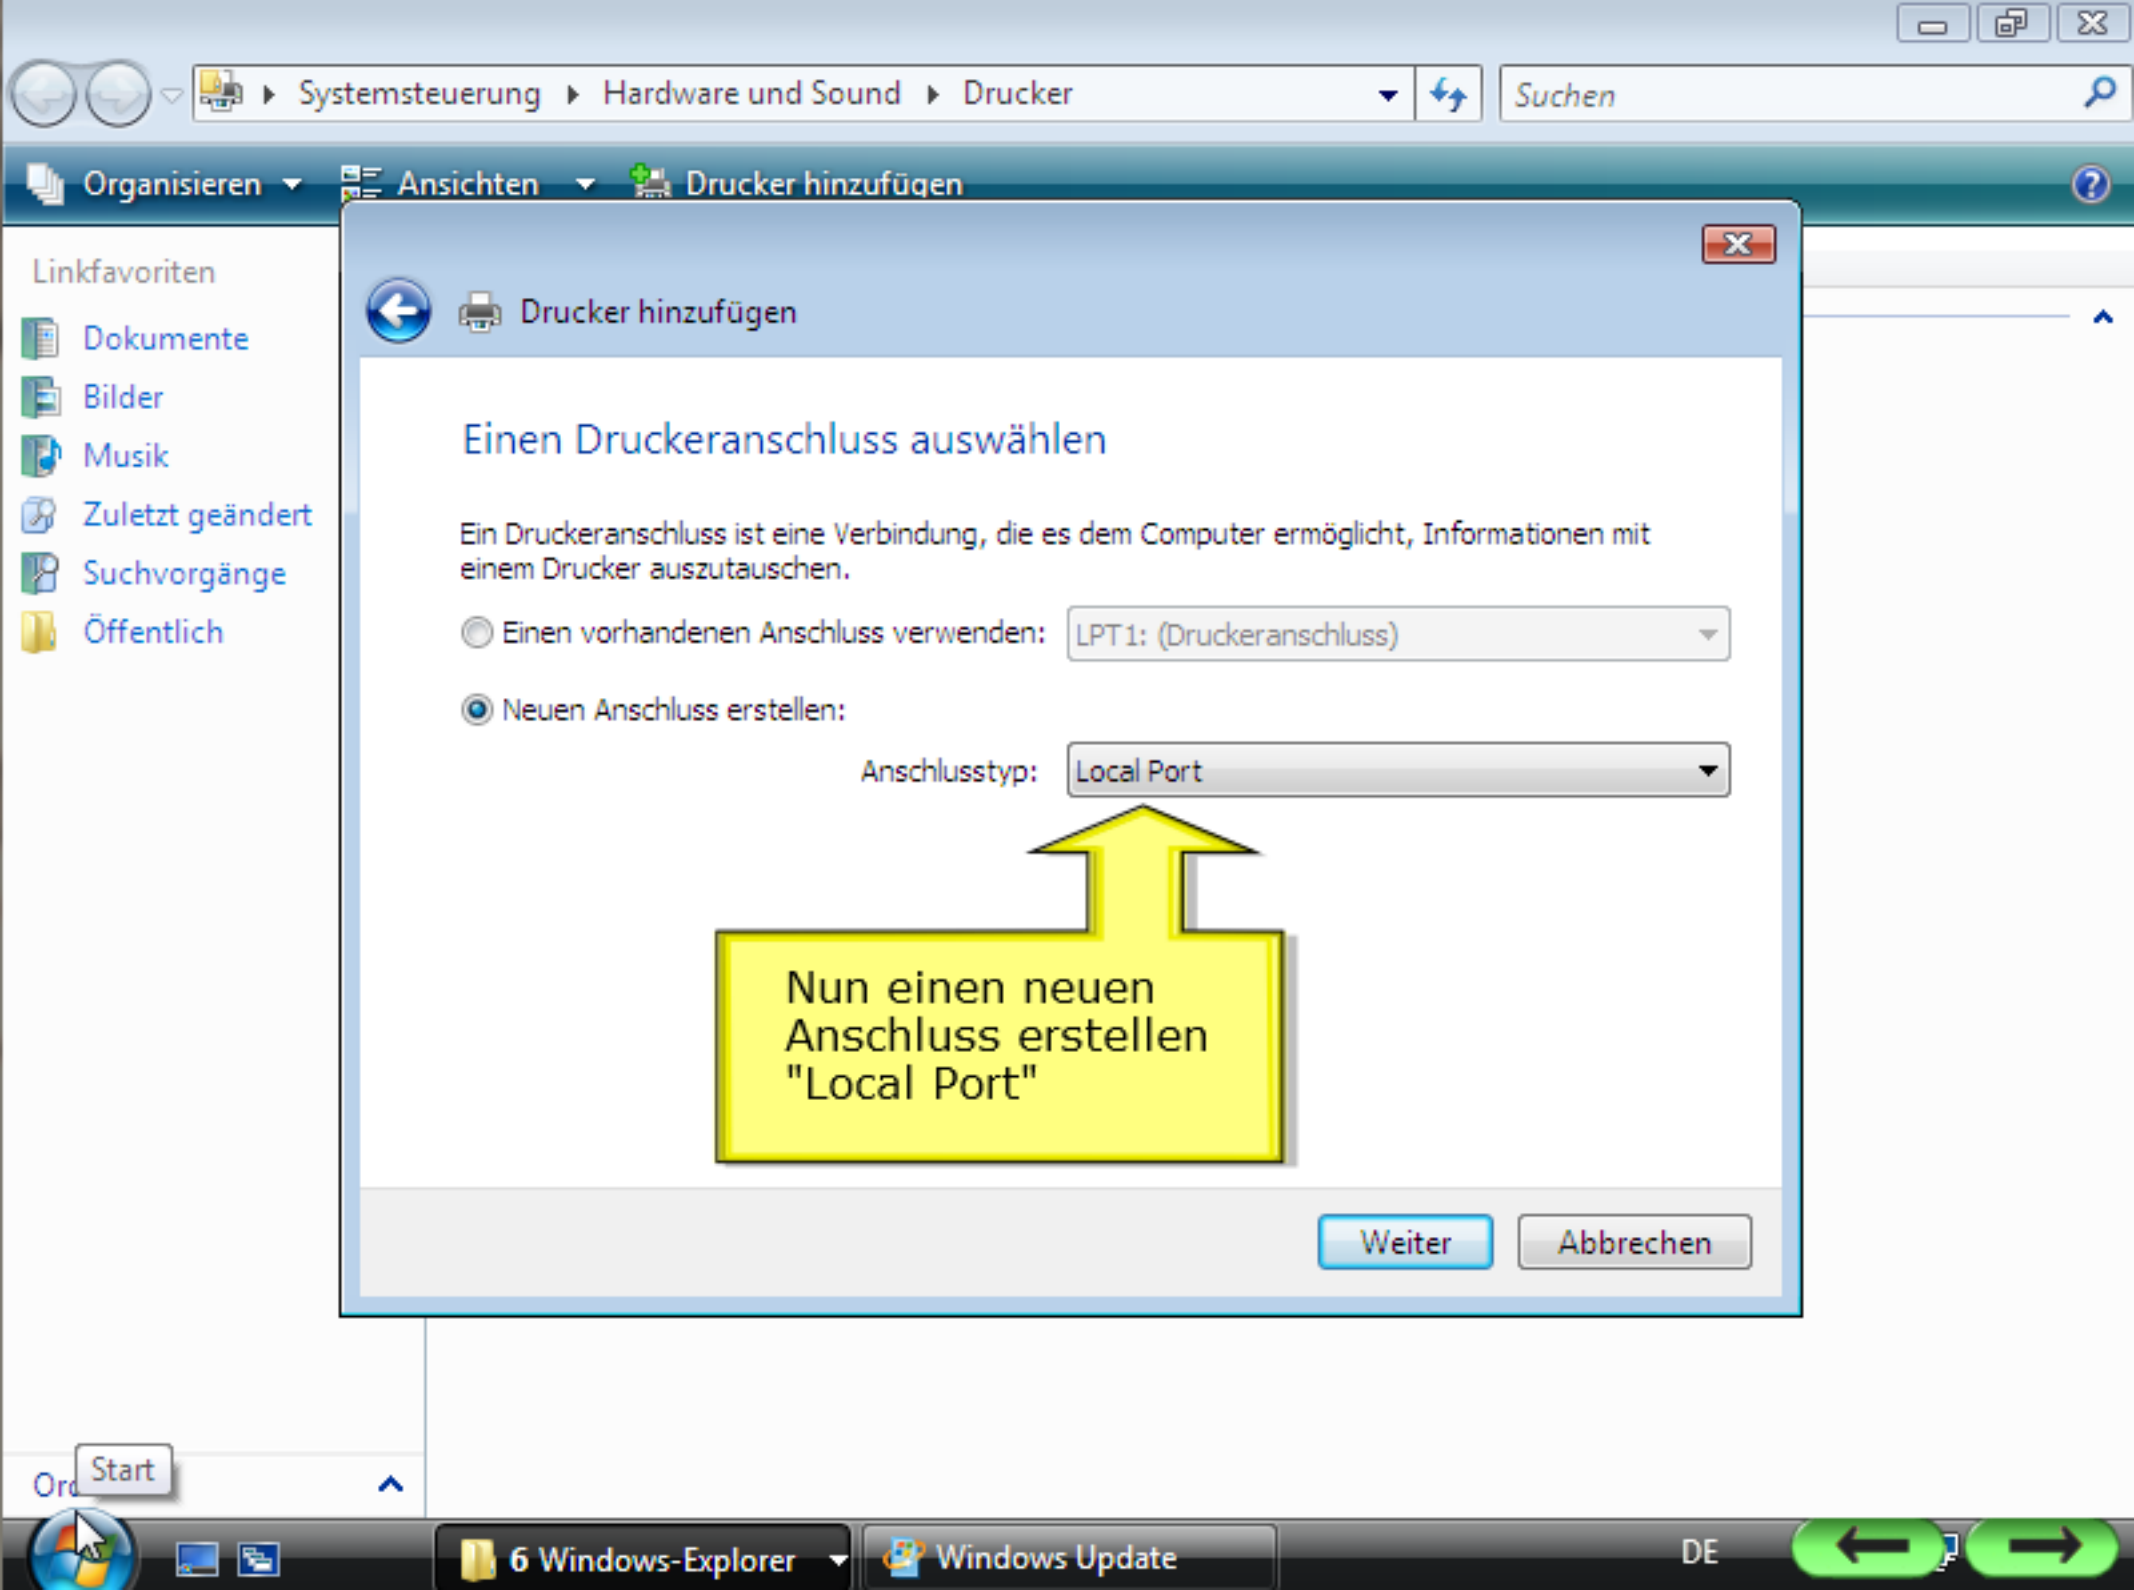 Systemsteuerung Hardware und Sound Drucker
Suchen
Organisieren Ansichten Drucker hinzufügen
Linkfavoriten
Dokumente
Bilder
Musik
Zuletzt geändert
Suchvorgänge
Öffentlich
Drucker hinzufügen
Einen Druckeranschluss auswählen
Ein Druckeranschluss ist eine Verbindung, die es dem Computer ermöglicht, Informationen mit
einem Drucker auszutauschen.
Einen vorhandenen Anschluss verwenden: LPT1: (Druckeranschluss)
Neuen Anschluss erstellen:
Anschlusstyp: Local Port
Nun einen neuen
Anschluss erstellen
"Local Port"
Weiter Abbrechen
Start
6 Windows-Explorer Windows Update DE